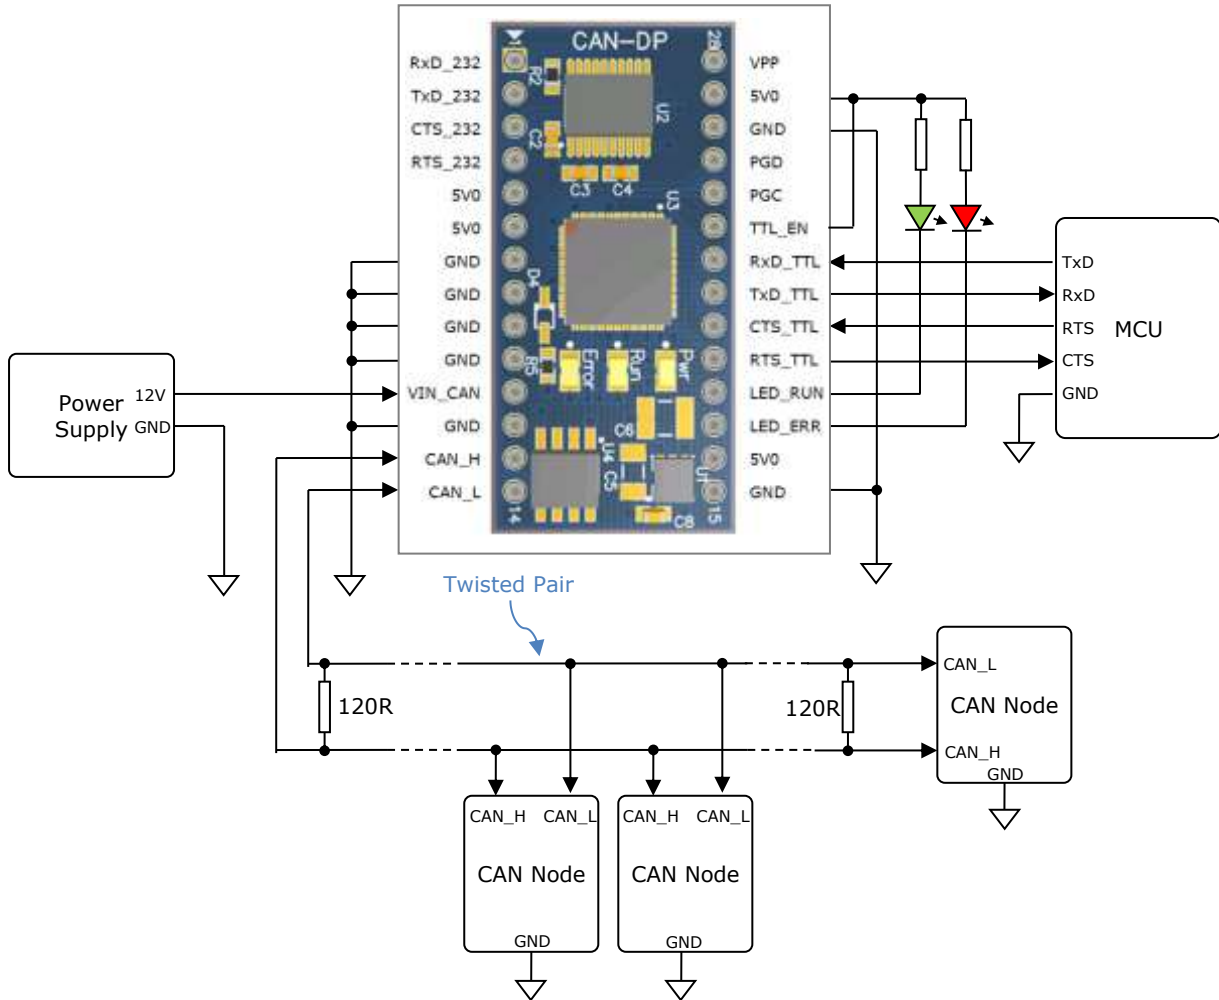 CAN-DP
28
RxD_232
R2
VPP
TxD_232
U2
5V0
CTS_232
C2
GND
RTS_232
PGD
C3 C4
5V0
U3
PGC
5V0
TTL_EN
GND
RxD_TTL
TxD
GND
D4
TxD_TTL
RxD
GND
CTS_TTL
RTS
MCU
GND
R5
Error
Run
Pwr
RTS_TTL
CTS
Power
Supply
12V
GND
VIN_CAN
LED_RUN
GND
GND
C6
LED_ERR
CAN_H
U4
C5
U1
5V0
CAN_L
14
C8
15
GND
Twisted Pair
120R
120R
CAN_L
CAN Node
CAN_H
GND
CAN_H CAN_L
CAN Node
GND
CAN_H CAN_L
CAN Node
GND